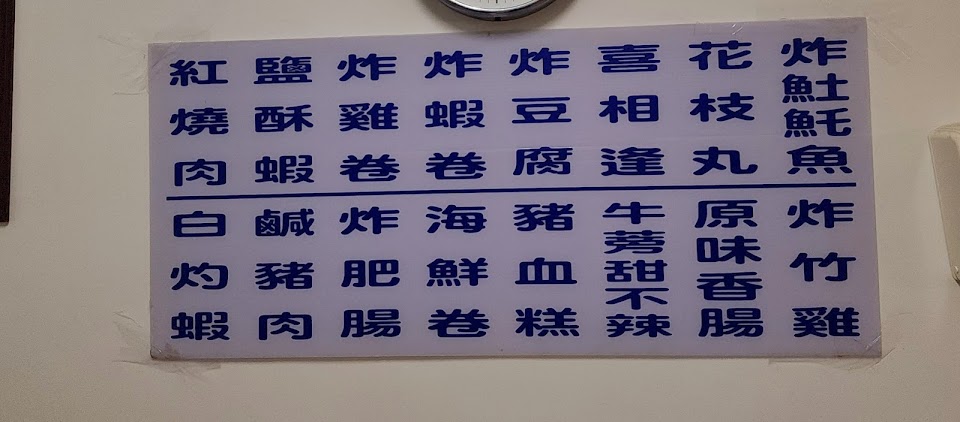 炸𩵚魠魚
花枝丸
喜相逢
炸豆腐
炸蝦卷
炸雞卷
鹽酥蝦
紅燒肉
炸竹雞
原味香腸
牛蒡甜不辣
豬血糕
海鮮卷
炸肥腸
鹹豬肉
白灼蝦